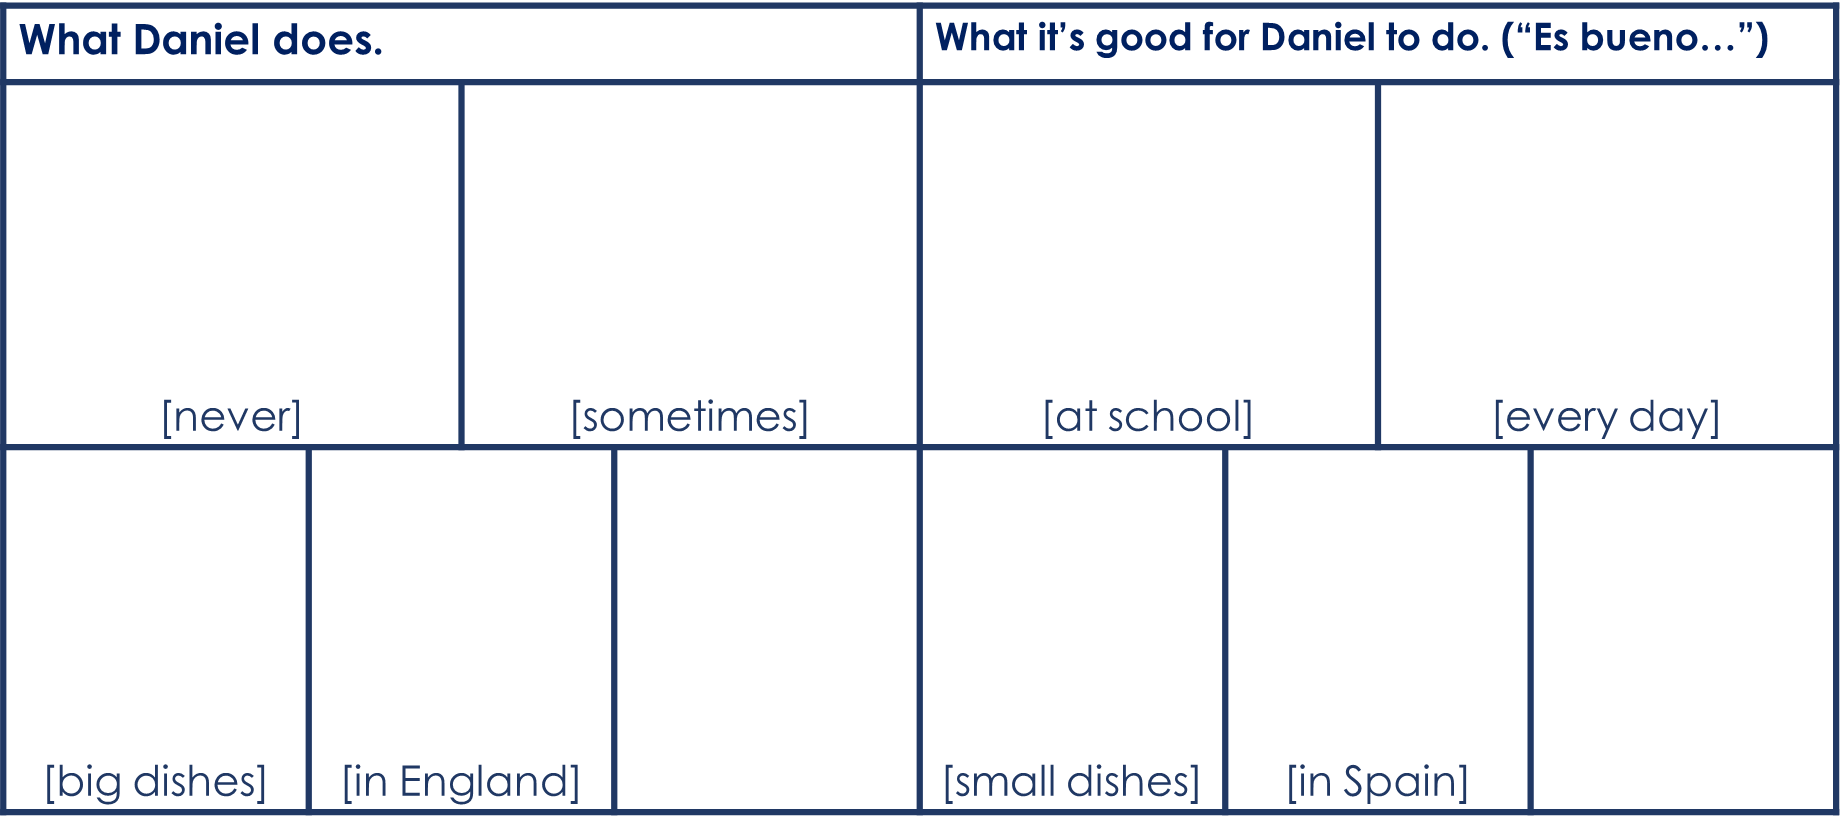 What Daniel does.
What it’s good for Daniel to do. (“Es bueno…”)
[never]
[sometimes]
[at school]
[every day]
[big dishes]
[in England]
[small dishes]
[in Spain]